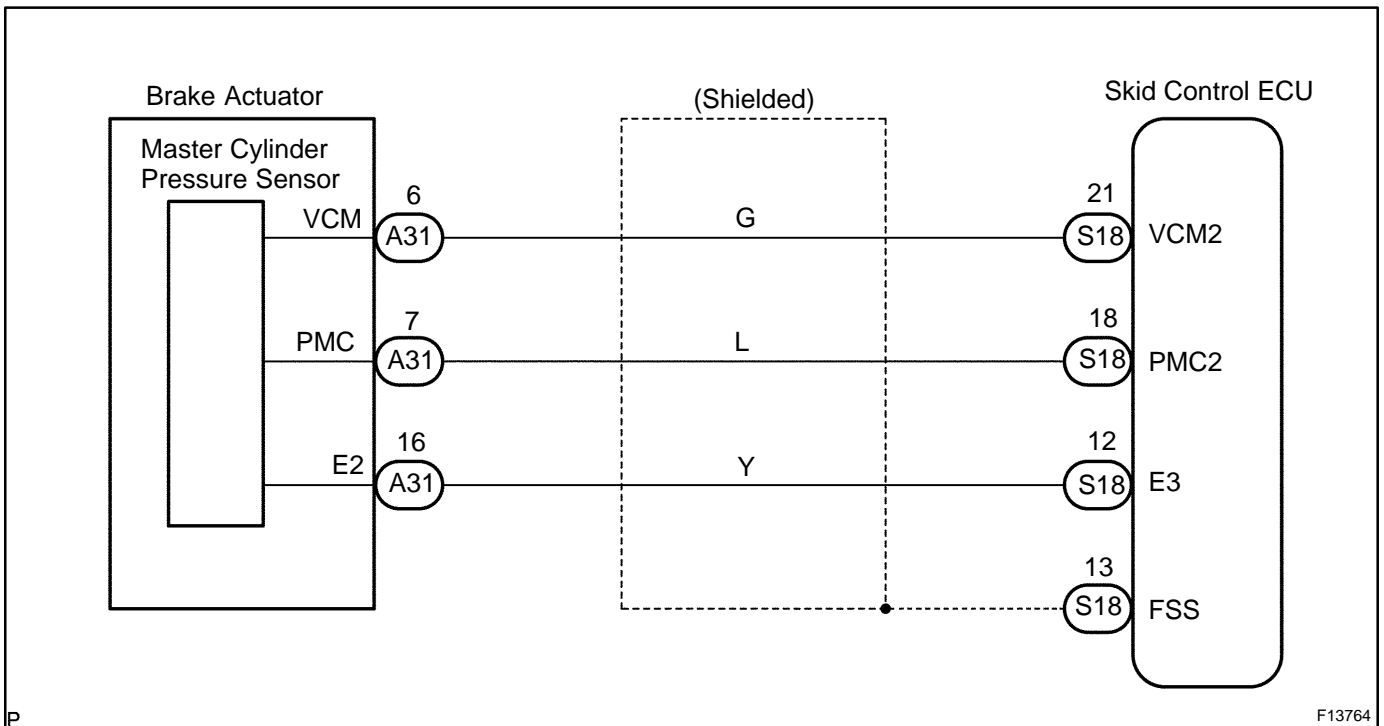 Brake Actuator
(Shielded)
Skid Control ECU
Master Cylinder
Pressure Sensor
VCM
6
A31
G
21
S18
VCM2
PMC
7
A31
L
18
S18
PMC2
E2
16
A31
Y
12
S18
E3
13
S18
FSS
P
F13764